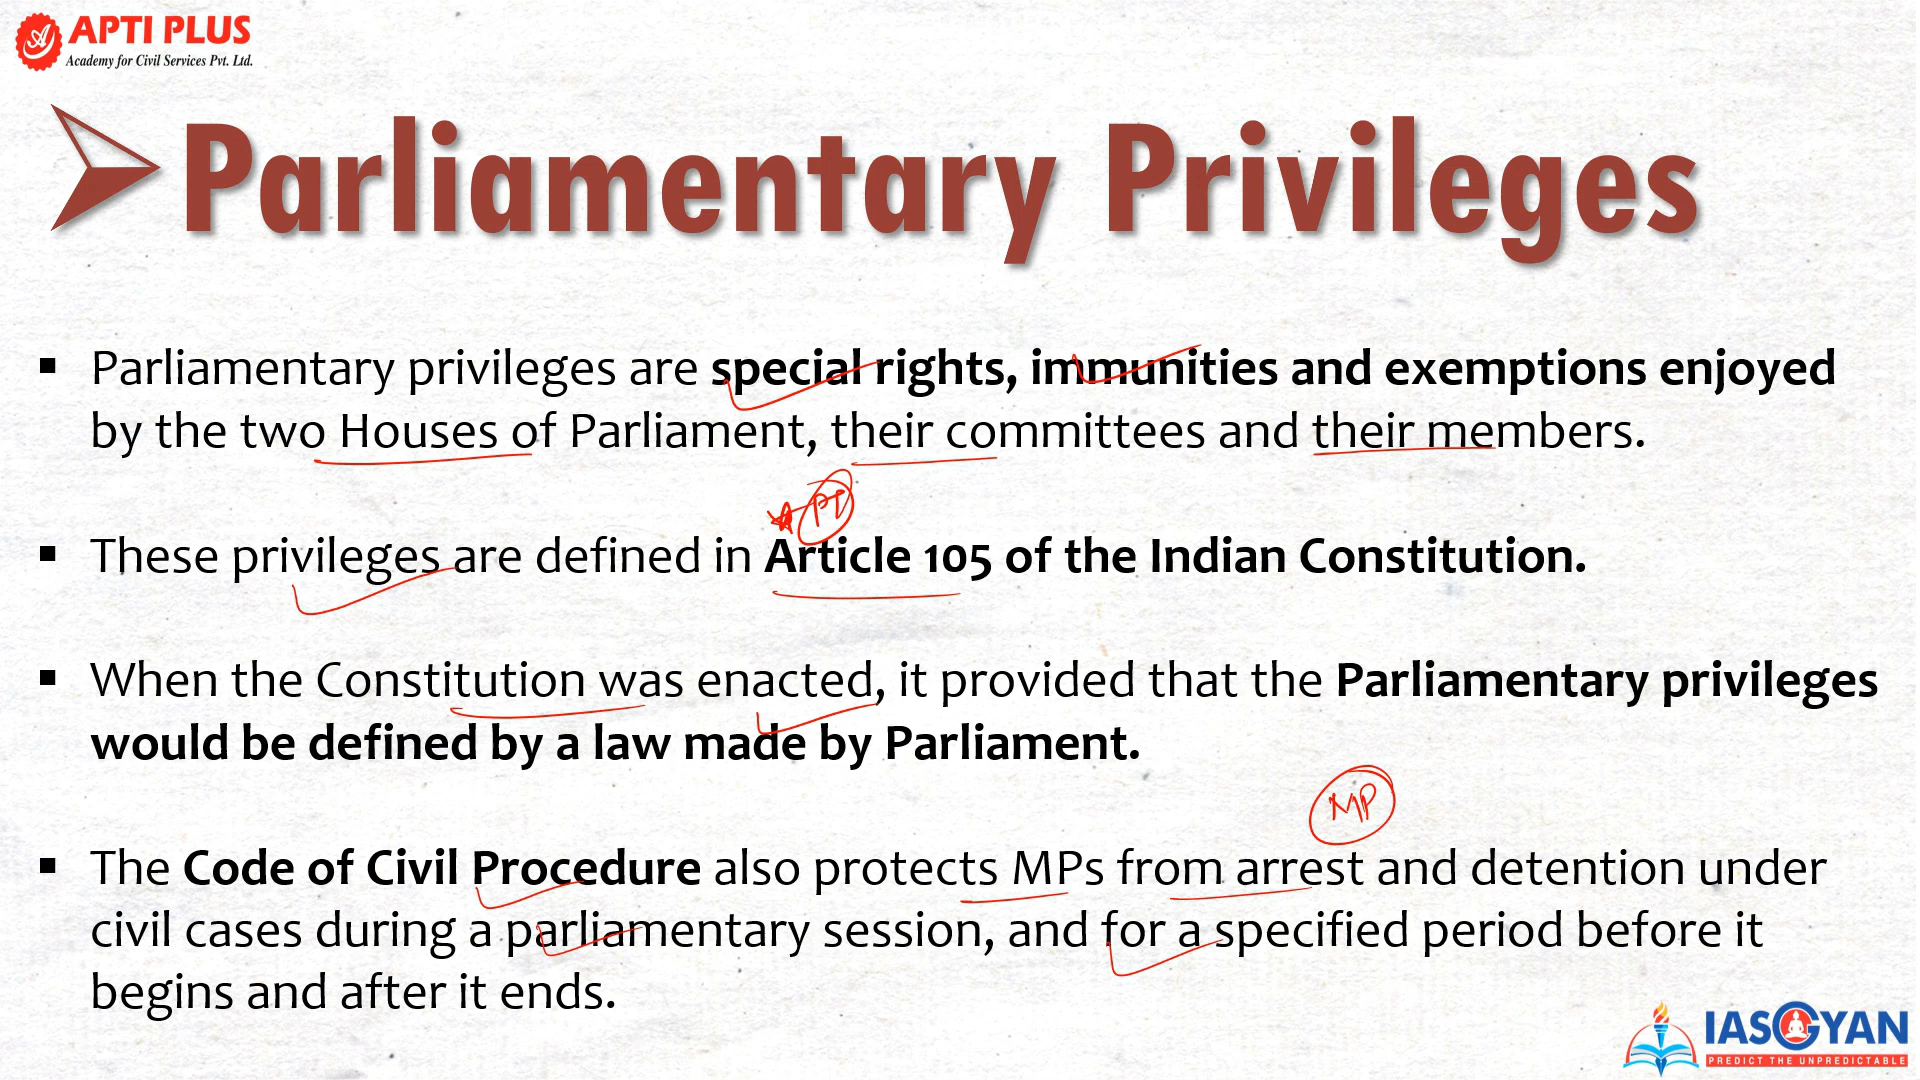 APTI PLUS
Academy for Civil Services Pvt. Ltd.
Parliamentary Privileges
▪ Parliamentary privileges are special rights, immunities and exemptions enjoyed
by the two Houses of Parliament, their committees and their members.
PP
▪ These privileges are defined in Article 105 of the Indian Constitution.
▪ When the Constitution was enacted, it provided that the Parliamentary privileges
would be defined by a law made by Parliament.
MP
▪ The Code of Civil Procedure also protects MPs from arrest and detention under
civil cases during a parliamentary session, and for a specified period before it
begins and after it ends.
IASGYAN
PREDICT THE UNPREDICTABLE